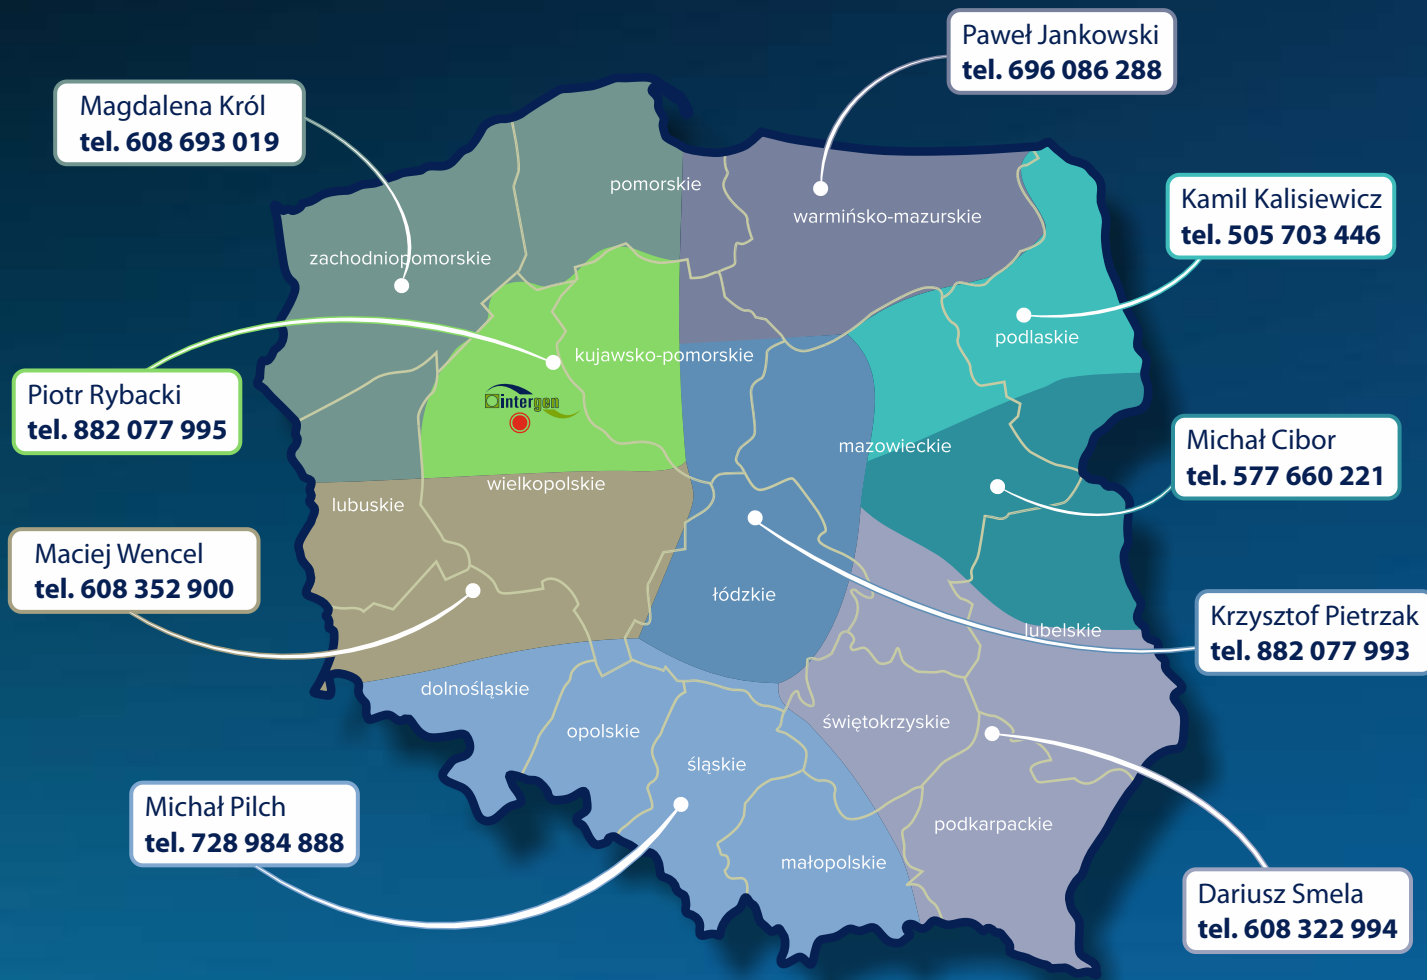 Paweł Jankowski
tel. 696 086 288
Magdalena Król
tel. 608 693 019
Kamil Kalisiewicz
tel. 505 703 446
pomorskie
warmińsko-mazurskie
zachodniopomorskie
podlaskie
kujawsko-pomorskie
Piotr Rybacki
tel. 882 077 995
intergen
mazowieckie
Michał Cibor
tel. 577 660 221
wielkopolskie
lubuskie
Maciej Wencel
tel. 608 352 900
łódzkie
Krzysztof Pietrzak
tel. 882 077 993
lubelskie
dolnośląskie
opolskie
świętokrzyskie
śląskie
Michał Pilch
tel. 728 984 888
podkarpackie
małopolskie
Dariusz Smela
tel. 608 322 994